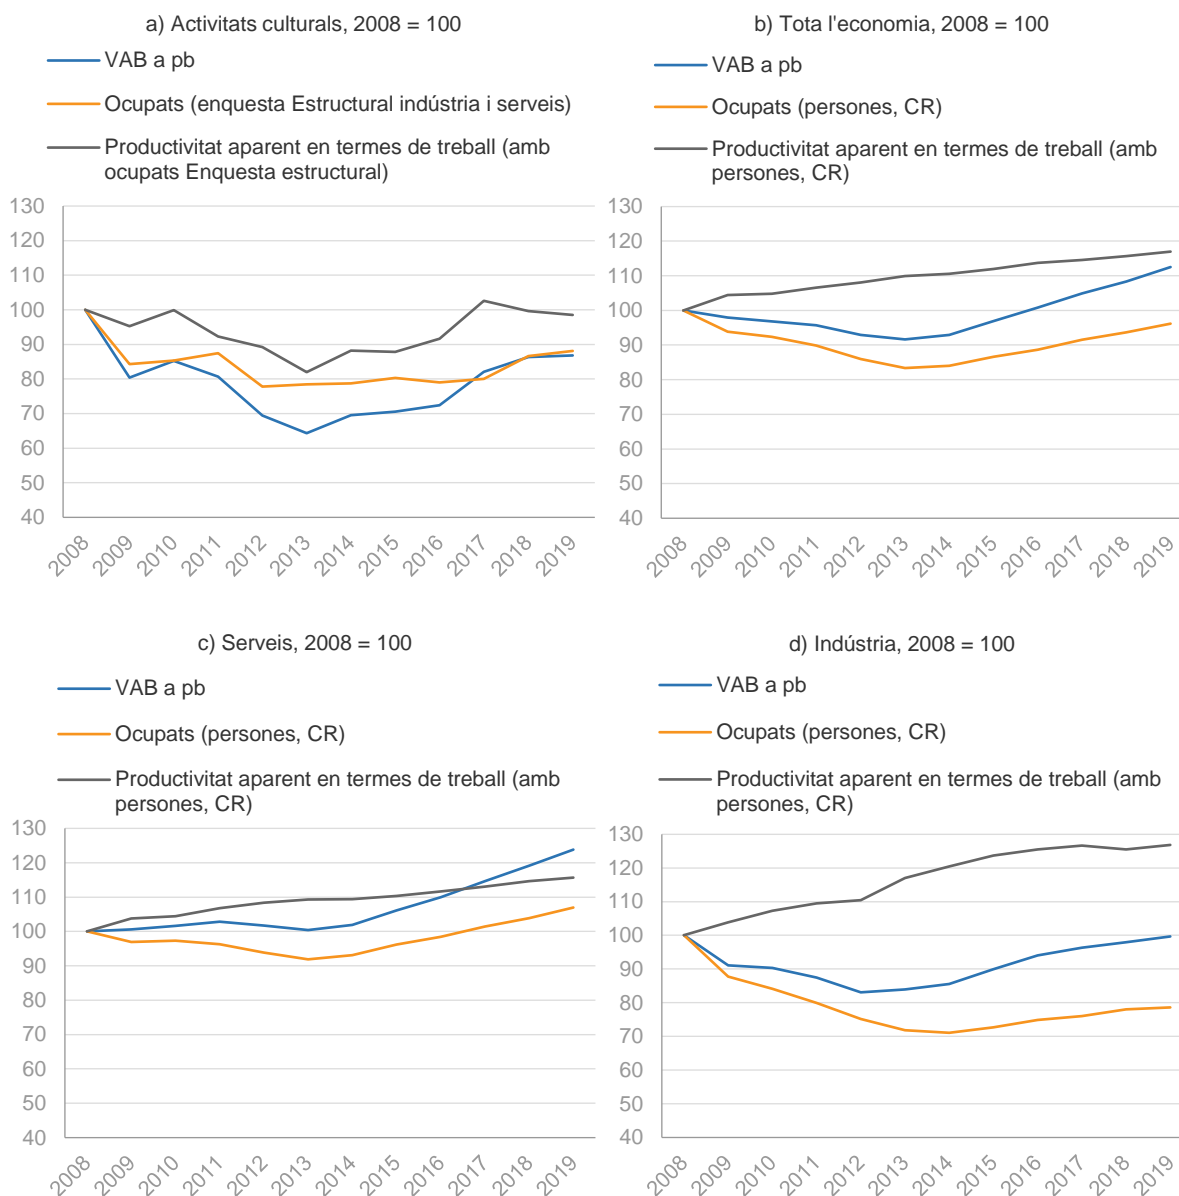 a) Activitats culturals, 2008 = 100
VAB a pb
Ocupats (enquesta Estructural indústria i serveis)
Productivitat aparent en termes de treball (amb
ocupats Enquesta estructural)
130
120
110
100
90
80
70
60
50
40
2008 2009 2010 2011 2012 2013 2014 2015 2016 2017 2018 2019
b) Tota l'economia, 2008 = 100
VAB a pb
Ocupats (persones, CR)
Productivitat aparent en termes de treball (amb
persones, CR)
130
120
110
100
90
80
70
60
50
40
2008 2009 2010 2011 2012 2013 2014 2015 2016 2017 2018 2019
c) Serveis, 2008 = 100
VAB a pb
Ocupats (persones, CR)
Productivitat aparent en termes de treball (amb
persones, CR)
130
120
110
100
90
80
70
60
50
40
2008 2009 2010 2011 2012 2013 2014 2015 2016 2017 2018 2019
d) Indústria, 2008 = 100
VAB a pb
Ocupats (persones, CR)
Productivitat aparent en termes de treball (amb
persones, CR)
130
120
110
100
90
80
70
60
50
40
2008 2009 2010 2011 2012 2013 2014 2015 2016 2017 2018 2019